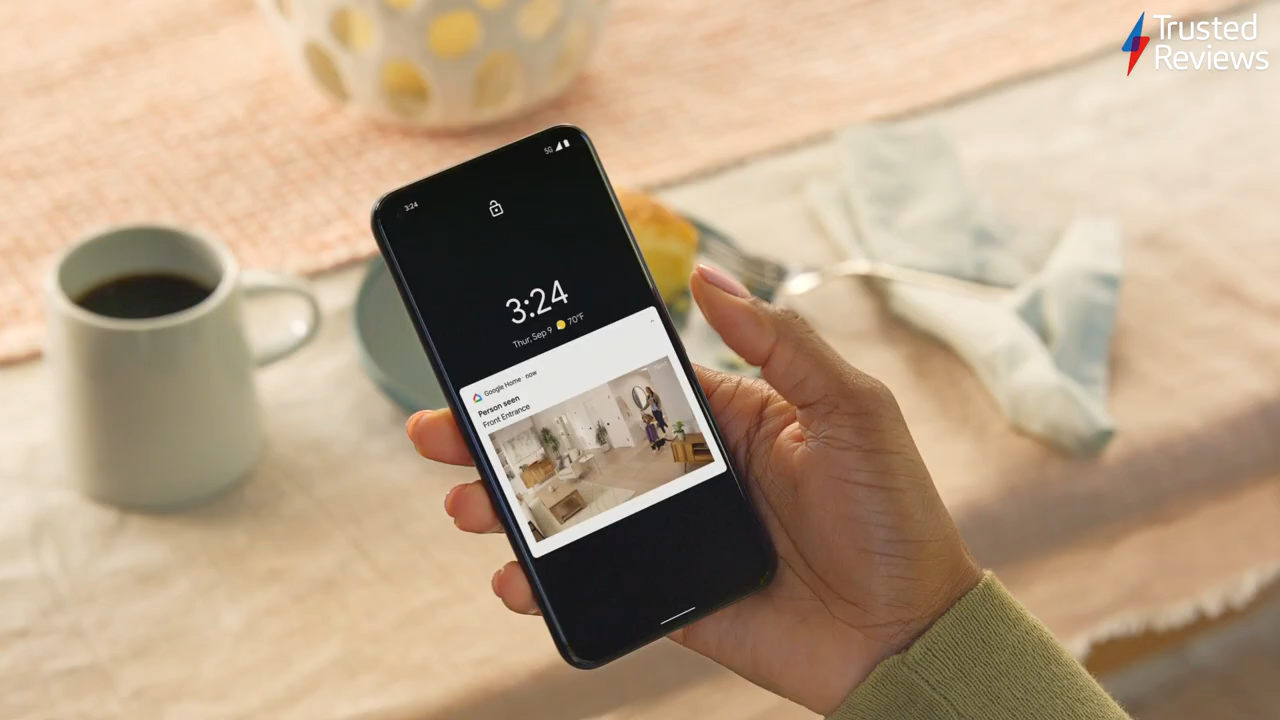 Trusted
Reviews
3:24
5G
3:24
Thur, Sep 9 70°F
Google Home · now
Person seen
Front Entrance